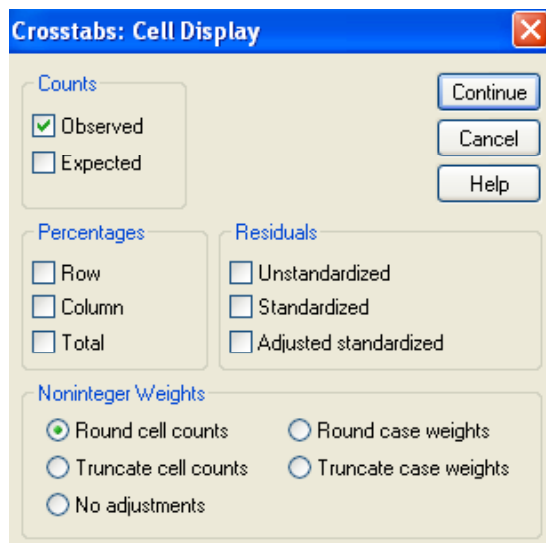 Crosstabs: Cell Display
Counts
Observed
Expected
Continue
Cancel
Help
Percentages
Row
Column
Total
Residuals
Unstandardized
Standardized
Adjusted standardized
Noninteger Weights
Round cell counts
Round case weights
Truncate cell counts
Truncate case weights
No adjustments